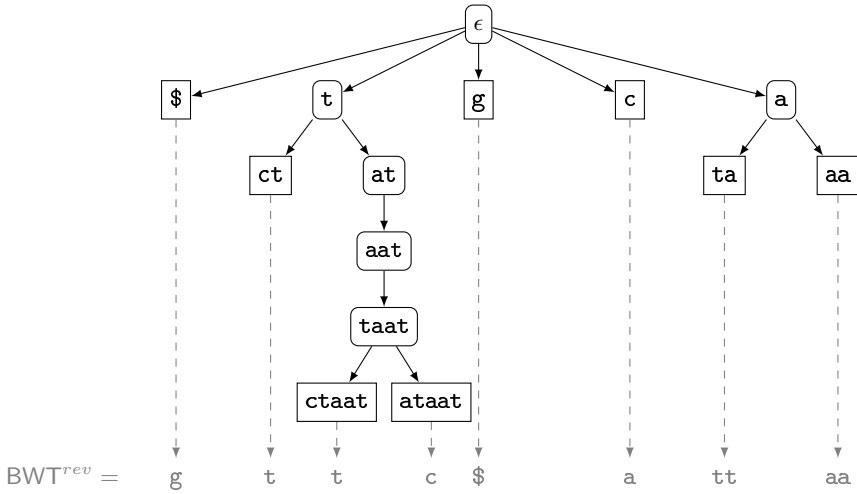 ϵ
$ t g c a
ct at ta aa
aat
taat
ctaat ataat
BWT^{rev} = g t t c $ a tt aa